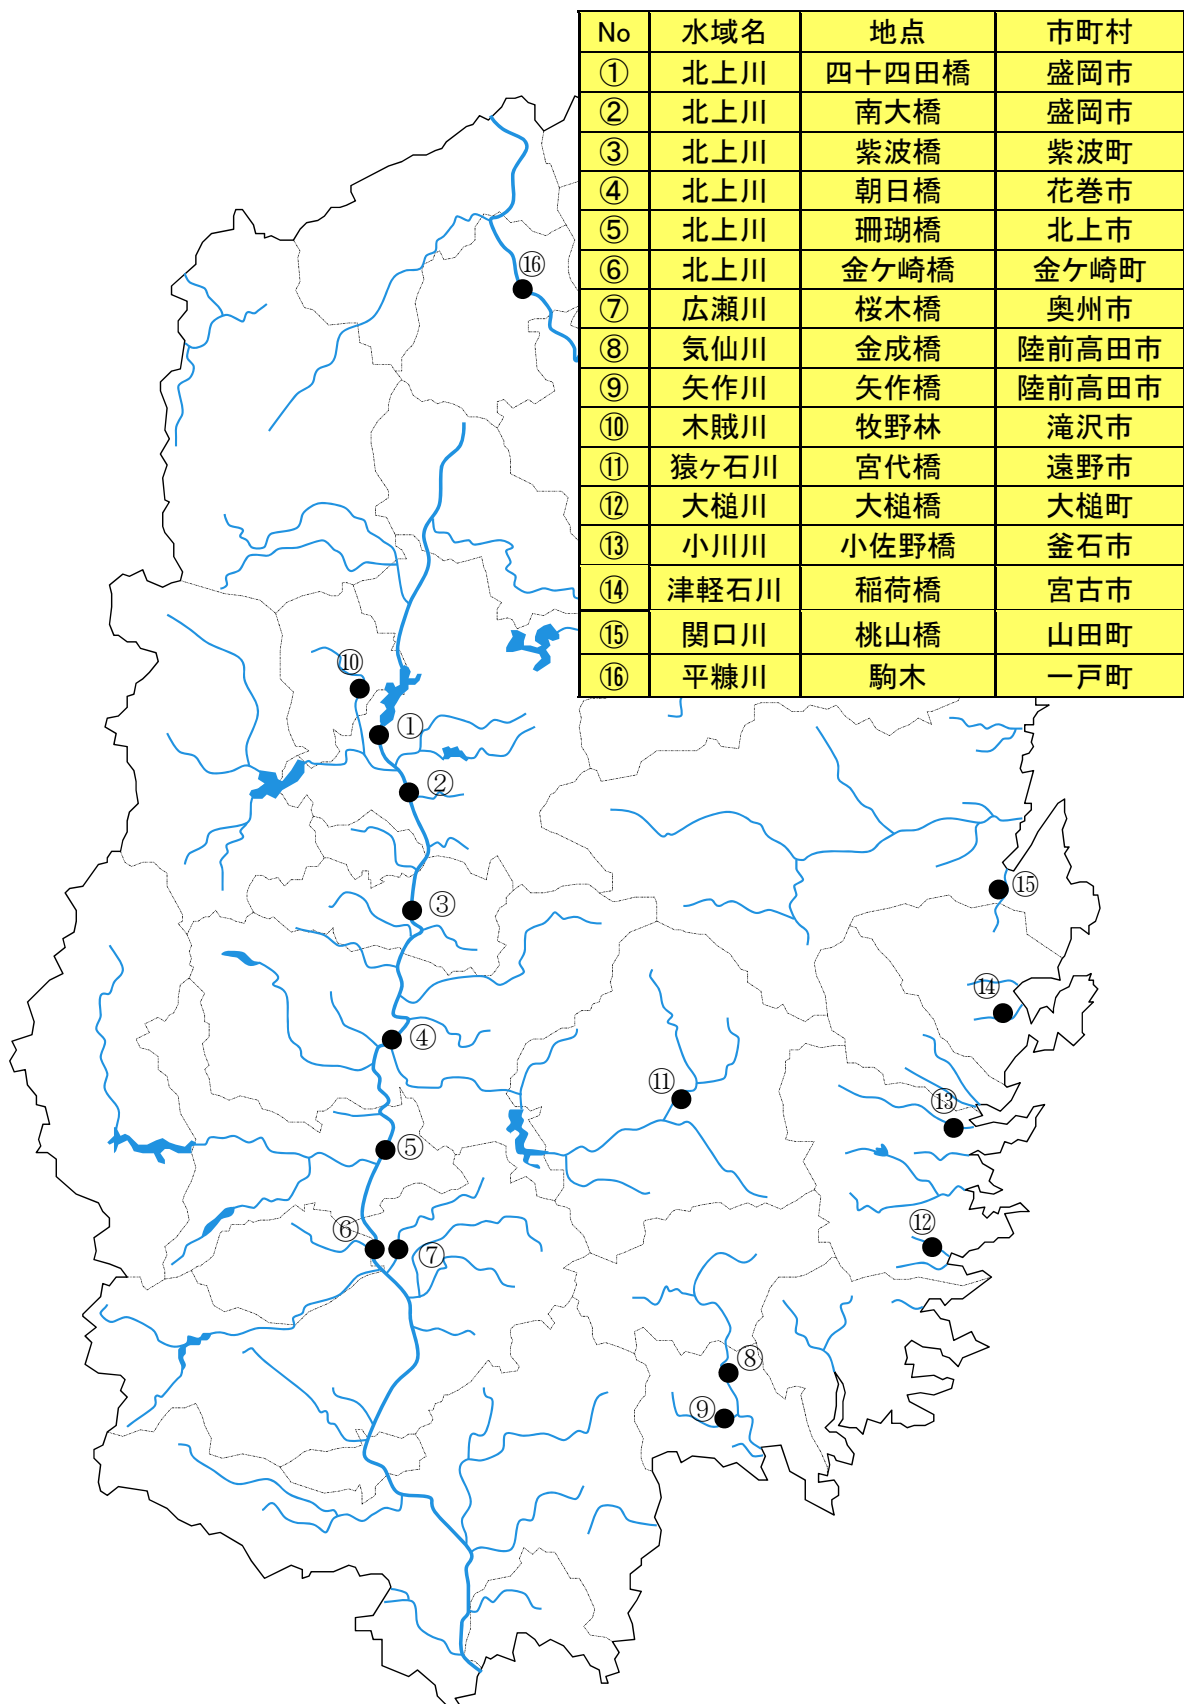 No 水域名 地点 市町村
① 北上川 四十四田橋 盛岡市
② 北上川 南大橋 盛岡市
③ 北上川 紫波橋 紫波町
④ 北上川 朝日橋 花巻市
⑤ 北上川 珊瑚橋 北上市
⑥ 北上川 金ケ崎橋 金ケ崎町
⑦ 広瀬川 桜木橋 奥州市
⑧ 気仙川 金成橋 陸前高田市
⑨ 矢作川 矢作橋 陸前高田市
⑩ 木賊川 牧野林 滝沢市
⑪ 猿ヶ石川 宮代橋 遠野市
⑫ 大槌川 大槌橋 大槌町
⑬ 小川川 小佐野橋 釜石市
⑭ 津軽石川 稲荷橋 宮古市
⑮ 関口川 桃山橋 山田町
⑯ 平糠川 駒木 一戸町
⑯
⑩
①
②
⑮
③
⑭
④
⑪
⑬
⑤
⑥
⑦
⑫
⑧
⑨